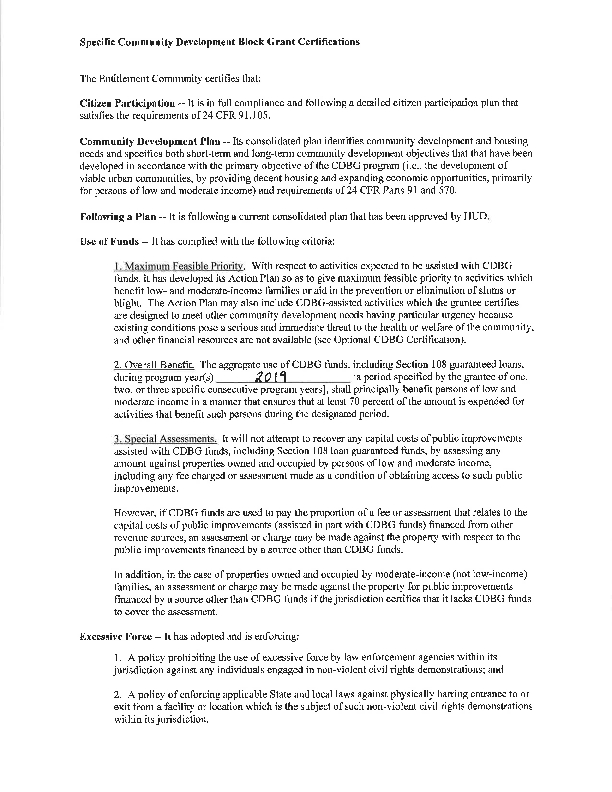 Specific Community Development Block Grant Certifications
The Entitlement Community certifies that:
Citizen Participation -- It is in full compliance and following a detailed citizen participation plan that
satisfies the requirements of 24 CFR 91.105.
Community Development Plan -- Its consolidated plan identifies community development and housing
needs and specifies both short-term and long-term community development objectives that that have been
developed in accordance with the primary objective of the CDBG program (i.e., the development of
viable urban communities, by providing decent housing and expanding economic opportunities, primarily
for persons of low and moderate income) and requirements of 24 CFR Parts 91 and 570.
Following a Plan -- It is following a current consolidated plan that has been approved by HUD.
Use of Funds -- It has complied with the following criteria:
1. Maximum Feasible Priority. With respect to activities expected to be assisted with CDBG
funds, it has developed its Action Plan so as to give maximum feasible priority to activities which
benefit low- and moderate-income families or aid in the prevention or elimination of slums or
blight. The Action Plan may also include CDBG-assisted activities which the grantee certifies
are designed to meet other community development needs having particular urgency because
existing conditions pose a serious and immediate threat to the health or welfare of the community,
and other financial resources are not available (see Optional CDBG Certification).
2. Overall Benefit. The aggregate use of CDBG funds, including Section 108 guaranteed loans,
during program year(s) 2019 [a period specified by the grantee of one,
two, or three specific consecutive program years], shall principally benefit persons of low and
moderate income in a manner that ensures that at least 70 percent of the amount is expended for
activities that benefit such persons during the designated period.
3. Special Assessments. It will not attempt to recover any capital costs of public improvements
assisted with CDBG funds, including Section 108 loan guaranteed funds, by assessing any
amount against properties owned and occupied by persons of low and moderate income,
including any fee charged or assessment made as a condition of obtaining access to such public
improvements.
However, if CDBG funds are used to pay the proportion of a fee or assessment that relates to the
capital costs of public improvements (assisted in part with CDBG funds) financed from other
revenue sources, an assessment or charge may be made against the property with respect to the
public improvements financed by a source other than CDBG funds.
In addition, in the case of properties owned and occupied by moderate-income (not low-income)
families, an assessment or charge may be made against the property for public improvements
financed by a source other than CDBG funds if the jurisdiction certifies that it lacks CDBG funds
to cover the assessment.
Excessive Force -- It has adopted and is enforcing:
1. A policy prohibiting the use of excessive force by law enforcement agencies within its
jurisdiction against any individuals engaged in non-violent civil rights demonstrations; and
2. A policy of enforcing applicable State and local laws against physically barring entrance to or
exit from a facility or location which is the subject of such non-violent civil rights demonstrations
within its jurisdiction.